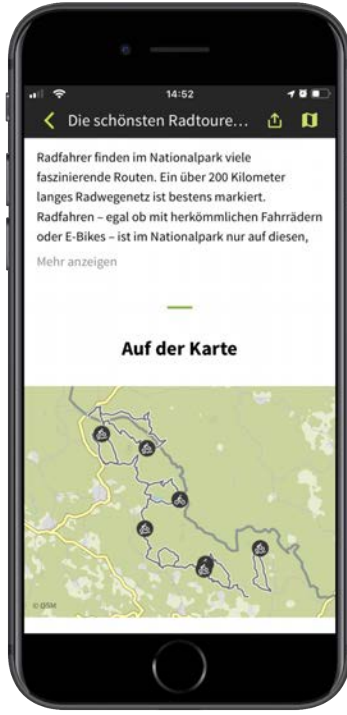 14:52
Die schönsten Radtoure...
Radfahrer finden im Nationalpark viele
faszinierende Routen. Ein über 200 Kilometer
langes Radwegenetz ist bestens markiert.
Radfahren – egal ob mit herkömmlichen Fahrrädern
oder E-Bikes – ist im Nationalpark nur auf diesen,
Mehr anzeigen
Auf der Karte
© OSM